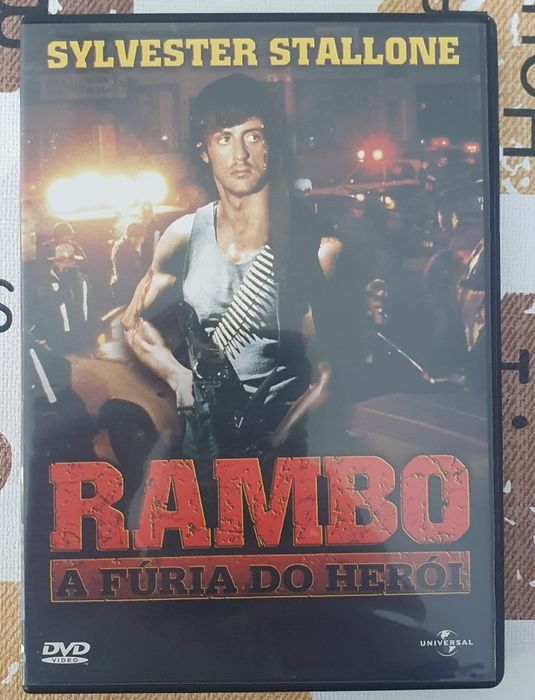 SYLVESTER STALLONE
RAMBO
A FÚRIA DO HERÓI
DVD
VIDEO
UNIVERSAL